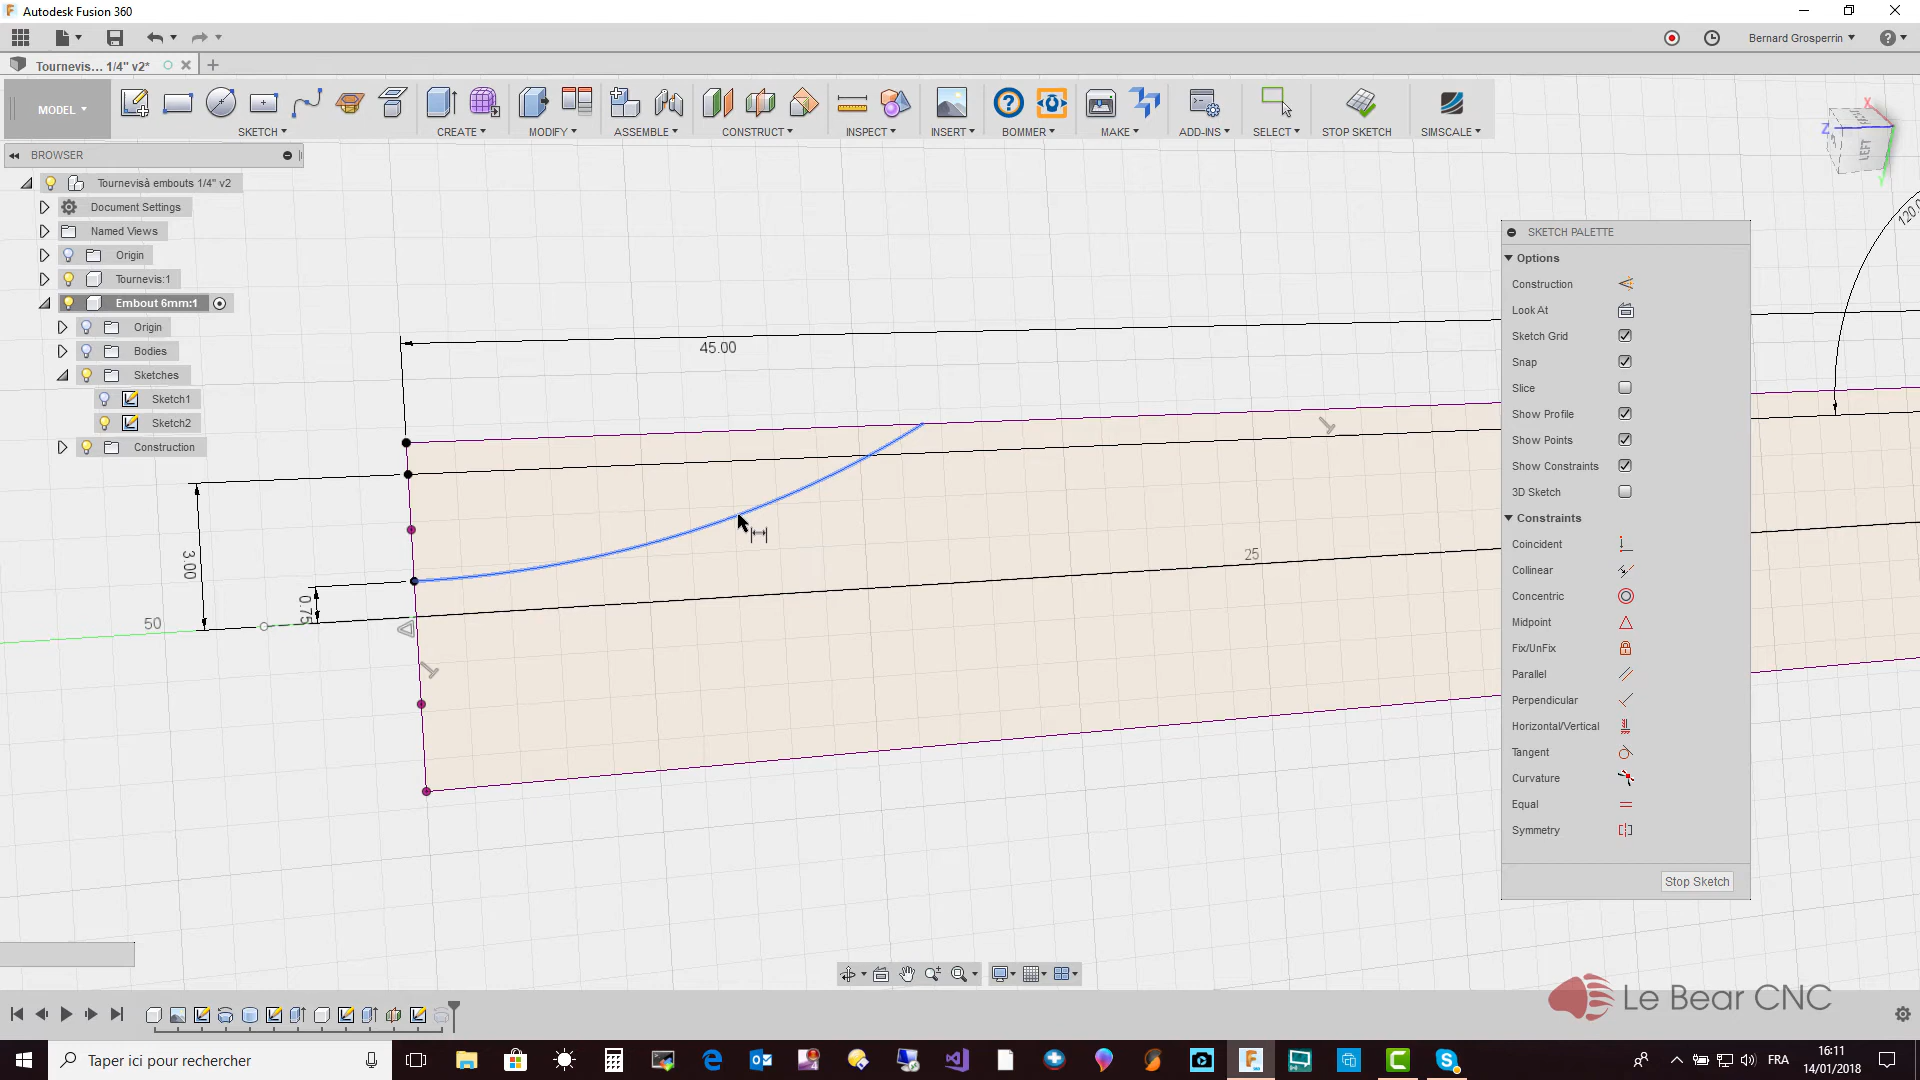 Autodesk Fusion 360
Bernard Grosperrin
Tournevis... 1/4" v2*
MODEL
SKETCH
CREATE
MODIFY
ASSEMBLE
CONSTRUCT
INSPECT
INSERT
BOMMER
MAKE
ADD-INS
SELECT
STOP SKETCH
SIMSCALE
BROWSER
Tournevisà embouts 1/4" v2
Document Settings
Named Views
Origin
Tournevis:1
Embout 6mm:1
Origin
Bodies
Sketches
Sketch1
Sketch2
Construction
X
Z
LEFT
Y
120.0
45.00
3.00
0.75
50
25
SKETCH PALETTE
Options
Construction
Look At
Sketch Grid
Snap
Slice
Show Profile
Show Points
Show Constraints
3D Sketch
Constraints
Coincident
Collinear
Concentric
Midpoint
Fix/UnFix
Parallel
Perpendicular
Horizontal/Vertical
Tangent
Curvature
Equal
Symmetry
Stop Sketch
Le Bear CNC
Taper ici pour rechercher
FRA
16:11
14/01/2018